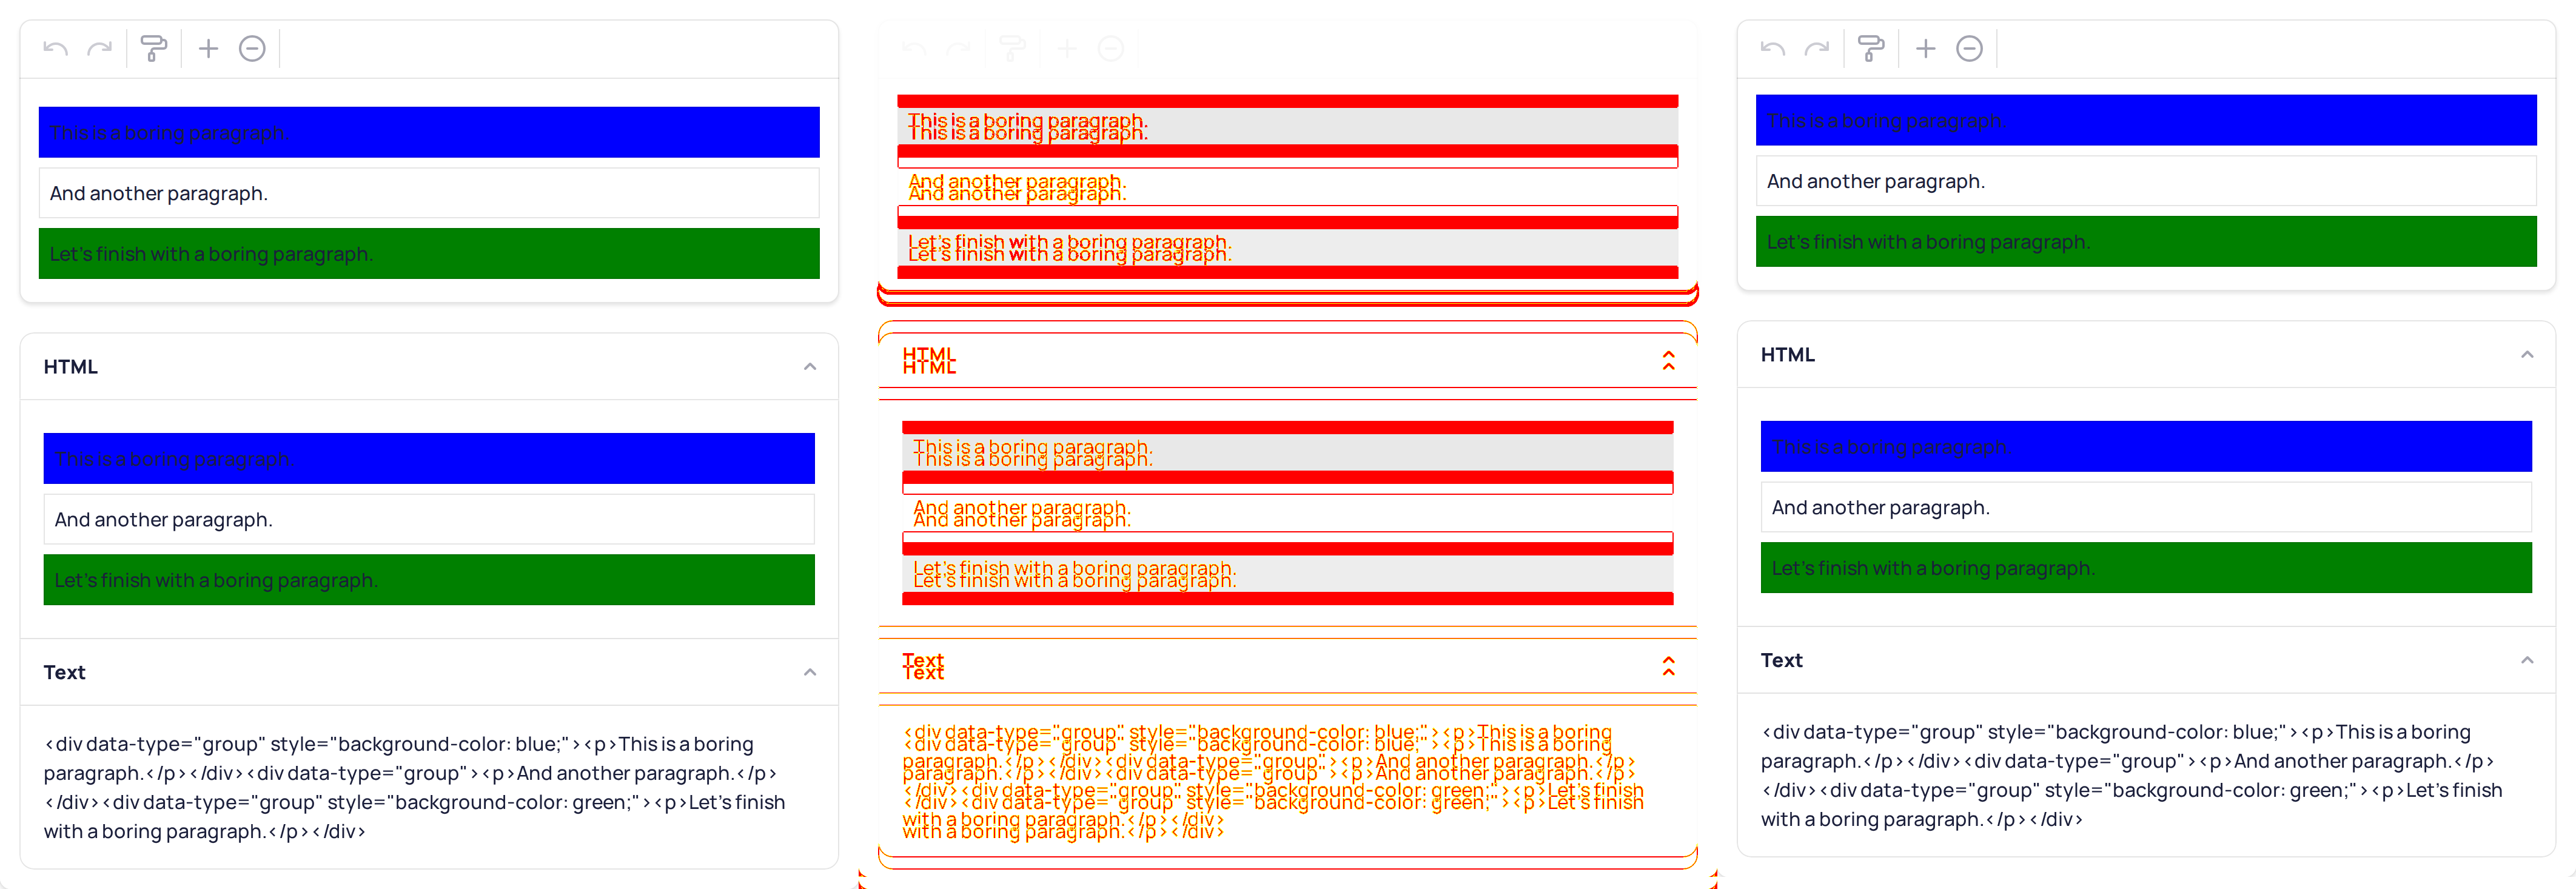 This is a boring paragraph.
And another paragraph.
Let's finish with a boring paragraph.
HTML
This is a boring paragraph.
And another paragraph.
Let's finish with a boring paragraph.
Text
<div data-type="group" style="background-color: blue;"><p>This is a boring
paragraph.</p></div><div data-type="group"><p>And another paragraph.</p>
</div><div data-type="group" style="background-color: green;"><p>Let's finish
with a boring paragraph.</p></div>
This is a boring paragraph.
This is a boring paragraph.
And another paragraph.
And another paragraph.
Let's finish with a boring paragraph.
Let's finish with a boring paragraph.
HTML
HTML
This is a boring paragraph.
This is a boring paragraph.
And another paragraph.
And another paragraph.
Let's finish with a boring paragraph.
Let's finish with a boring paragraph.
Text
Text
<div data-type="group" style="background-color: blue;"><p>This is a boring
<div data-type="group" style="background-color: blue;"><p>This is a boring
paragraph.</p></div><div data-type="group"><p>And another paragraph.</p>
paragraph.</p></div><div data-type="group"><p>And another paragraph.</p>
</div><div data-type="group" style="background-color: green;"><p>Let's finish
</div><div data-type="group" style="background-color: green;"><p>Let's finish
with a boring paragraph.</p></div>
with a boring paragraph.</p></div>
This is a boring paragraph.
And another paragraph.
Let's finish with a boring paragraph.
HTML
This is a boring paragraph.
And another paragraph.
Let's finish with a boring paragraph.
Text
<div data-type="group" style="background-color: blue;"><p>This is a boring
paragraph.</p></div><div data-type="group"><p>And another paragraph.</p>
</div><div data-type="group" style="background-color: green;"><p>Let's finish
with a boring paragraph.</p></div>